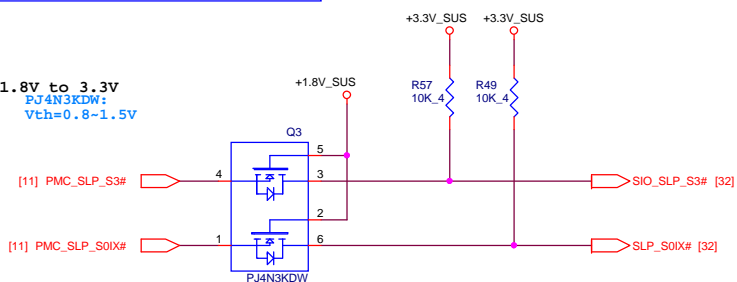 +3.3V_SUS +3.3V_SUS
1.8V to 3.3V
PJ4N3KDW:
Vth=0.8~1.5V
+1.8V_SUS
R57
10K_4
R49
10K_4
Q3
5
[11] PMC_SLP_S3# 4 3 SIO_SLP_S3# [32]
2
[11] PMC_SLP_S0IX# 1 6 SLP_S0IX# [32]
PJ4N3KDW